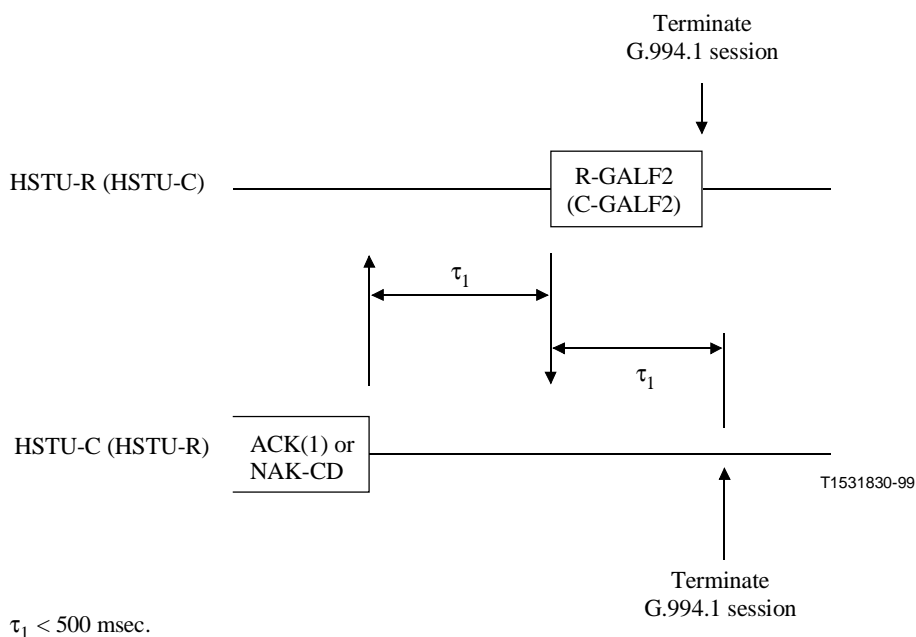 Terminate
G.994.1 session
HSTU-R (HSTU-C)
R-GALF2
(C-GALF2)
τ1
τ1
HSTU-C (HSTU-R)
ACK(1) or
NAK-CD
T1531830-99
Terminate
G.994.1 session
τ1 < 500 msec.